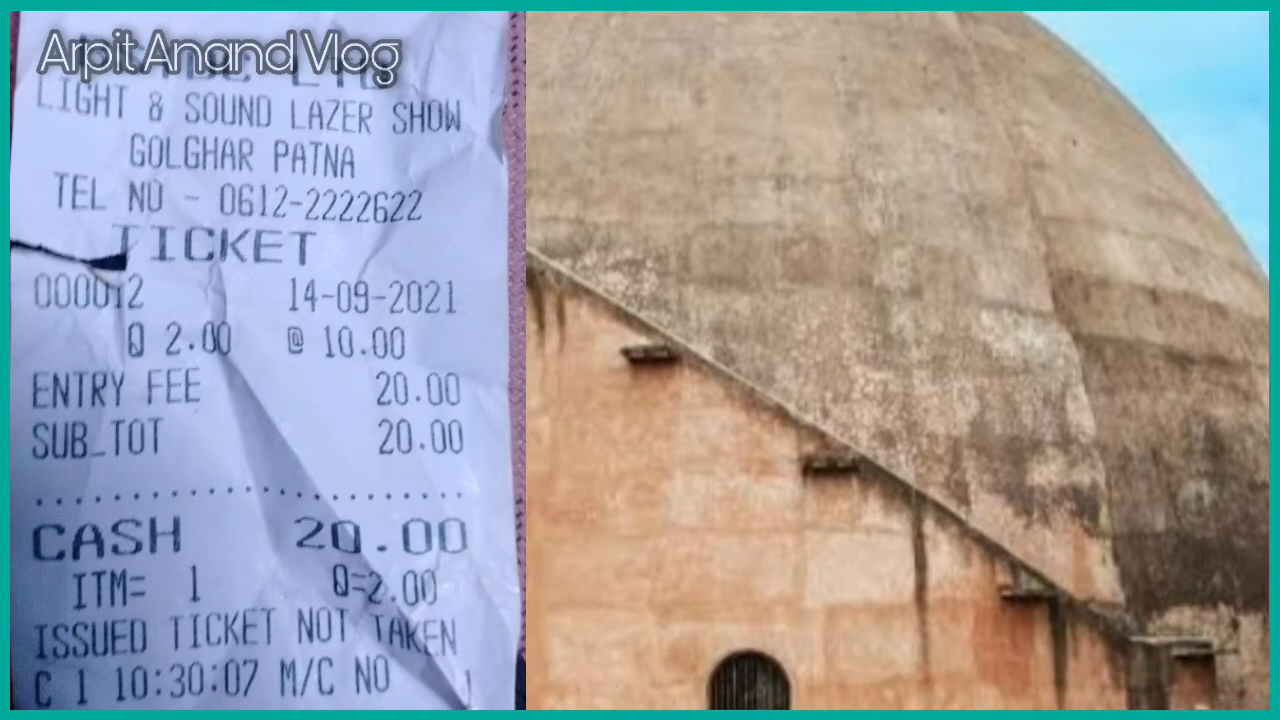 Arpit Anand Vlog
LTD
LIGHT & SOUND LAZER SHOW
GOLGHAR PATNA
TEL NO - 0612-2222622
TICKET
000012 14-09-2021
Q 2.00 @ 10.00
ENTRY FEE 20.00
SUB_TOT 20.00
CASH 20.00
ITM= 1 Q=2.00
ISSUED TICKET NOT TAKEN
C 1 10:30:07 M/C NO 1